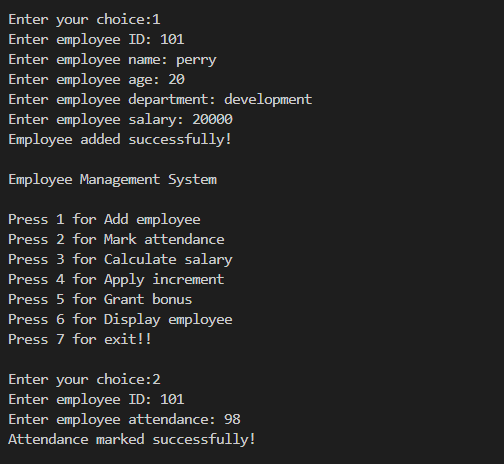 Enter your choice:1
Enter employee ID: 101
Enter employee name: perry
Enter employee age: 20
Enter employee department: development
Enter employee salary: 20000
Employee added successfully!
Employee Management System
Press 1 for Add employee
Press 2 for Mark attendance
Press 3 for Calculate salary
Press 4 for Apply increment
Press 5 for Grant bonus
Press 6 for Display employee
Press 7 for exit!!
Enter your choice:2
Enter employee ID: 101
Enter employee attendance: 98
Attendance marked successfully!